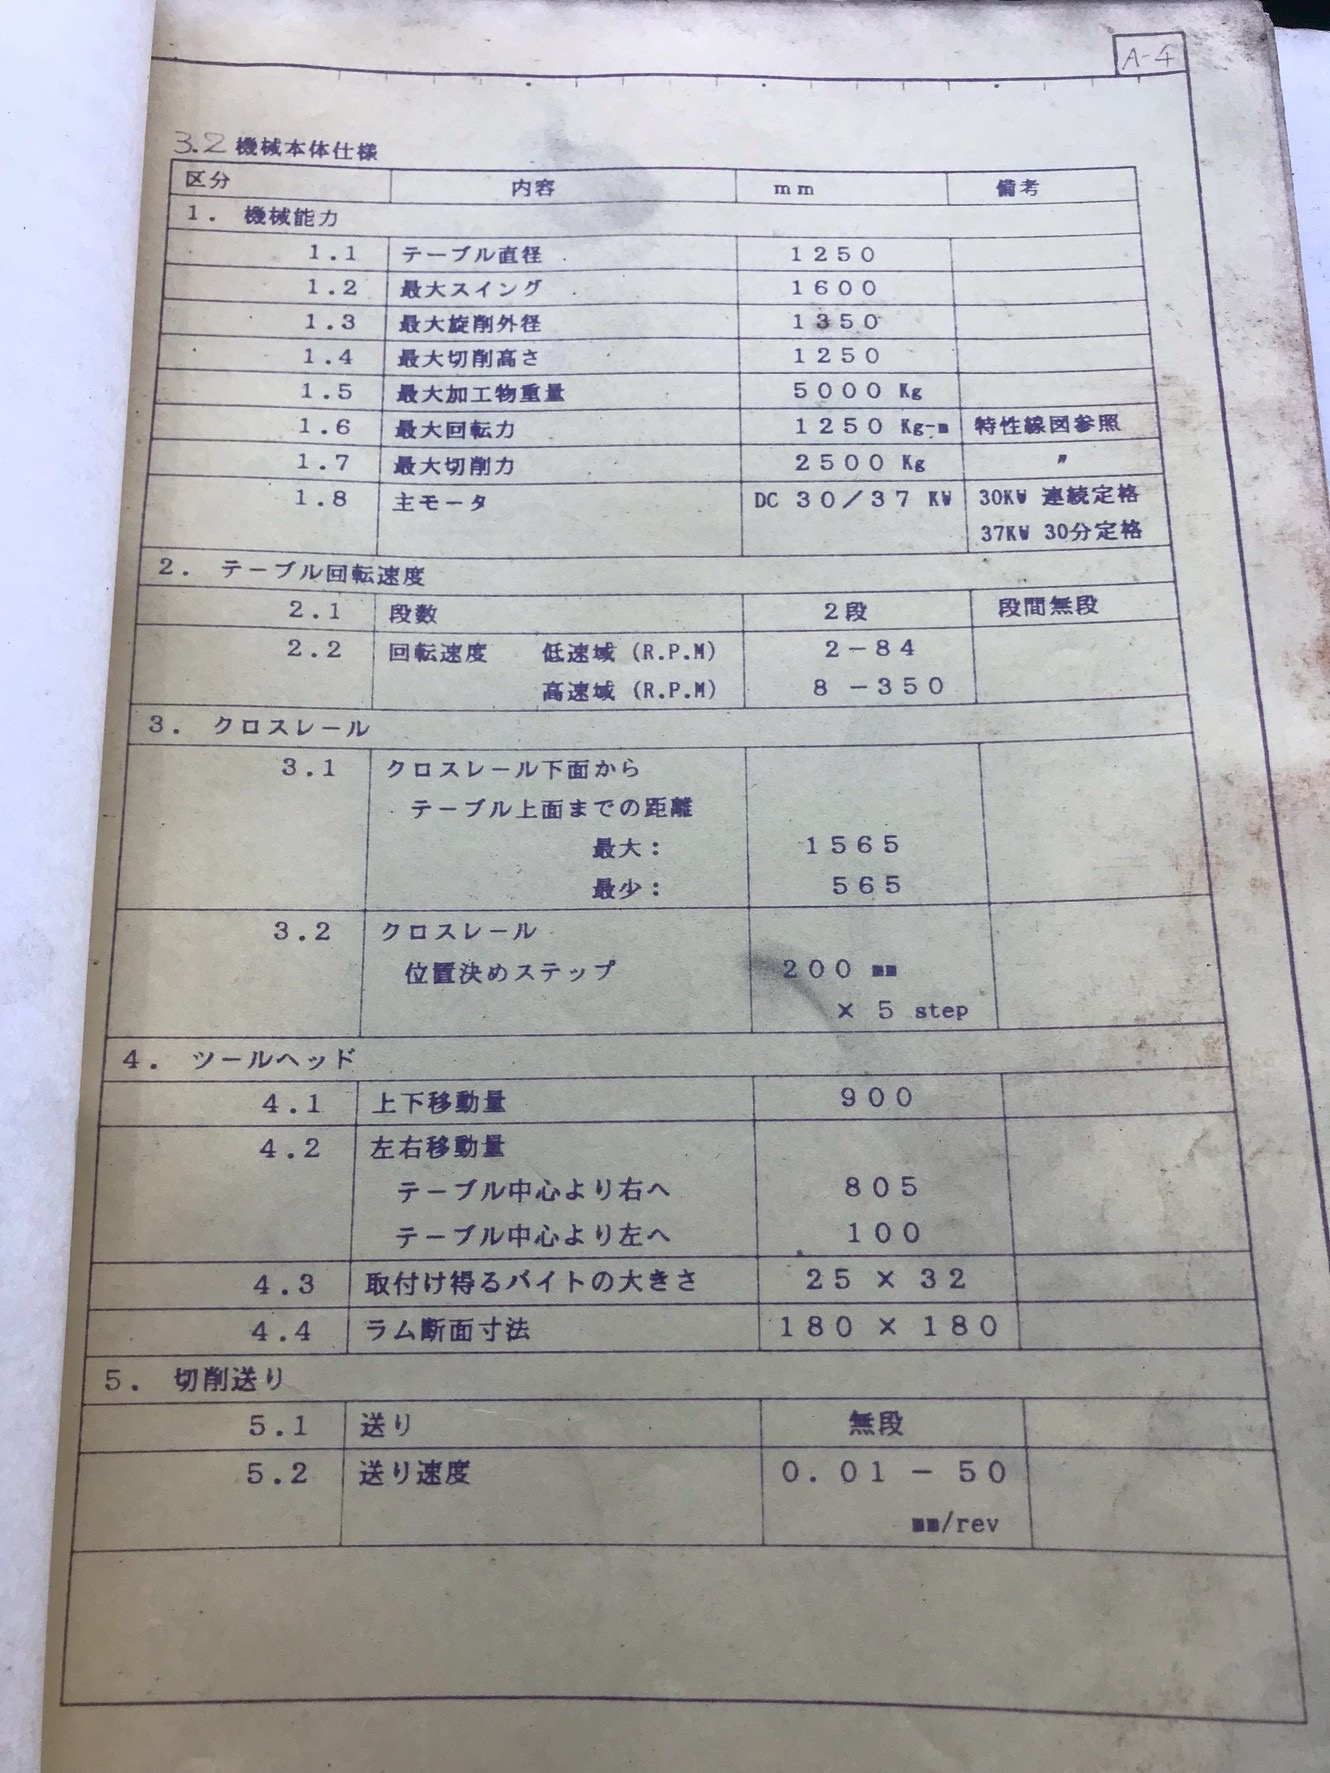 A-4
3.2 機械本体仕様
区分 内容 mm 備考
1. 機械能力
1.1 テーブル直径 1250
1.2 最大スイング 1600
1.3 最大旋削外径 1350
1.4 最大切削高さ 1250
1.5 最大加工物重量 5000 Kg
1.6 最大回転力 1250 Kg-m 特性線図参照
1.7 最大切削力 2500 Kg 〃
1.8 主モータ DC 30/37 KW 30KW 連続定格
37KW 30分定格
2. テーブル回転速度
2.1 段数 2段 段間無段
2.2 回転速度 低速域 (R.P.M) 2-84
高速域 (R.P.M) 8 -350
3. クロスレール
3.1 クロスレール下面から
テーブル上面までの距離
最大: 1565
最少: 565
3.2 クロスレール
位置決めステップ 200 mm
× 5 step
4. ツールヘッド
4.1 上下移動量 900
4.2 左右移動量
テーブル中心より右へ 805
テーブル中心より左へ 100
4.3 取付け得るバイトの大きさ 25 × 32
4.4 ラム断面寸法 180 × 180
5. 切削送り
5.1 送り 無段
5.2 送り速度 0.01 - 50
mm/rev